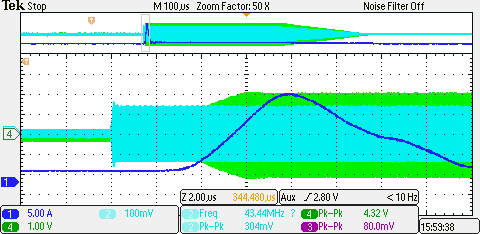 Tek Stop M 100µs Zoom Factor: 50 X Noise Filter Off
T
4
1
Z 2.00µs 344.480µs Aux 2.80 V < 10 Hz
1 5.00 A 2 100mV 2 Freq 43.44MHz ? 4 Pk-Pk 4.32 V
4 1.00 V 2 Pk-Pk 304mV 3 Pk-Pk 80.0mV 15:59:38